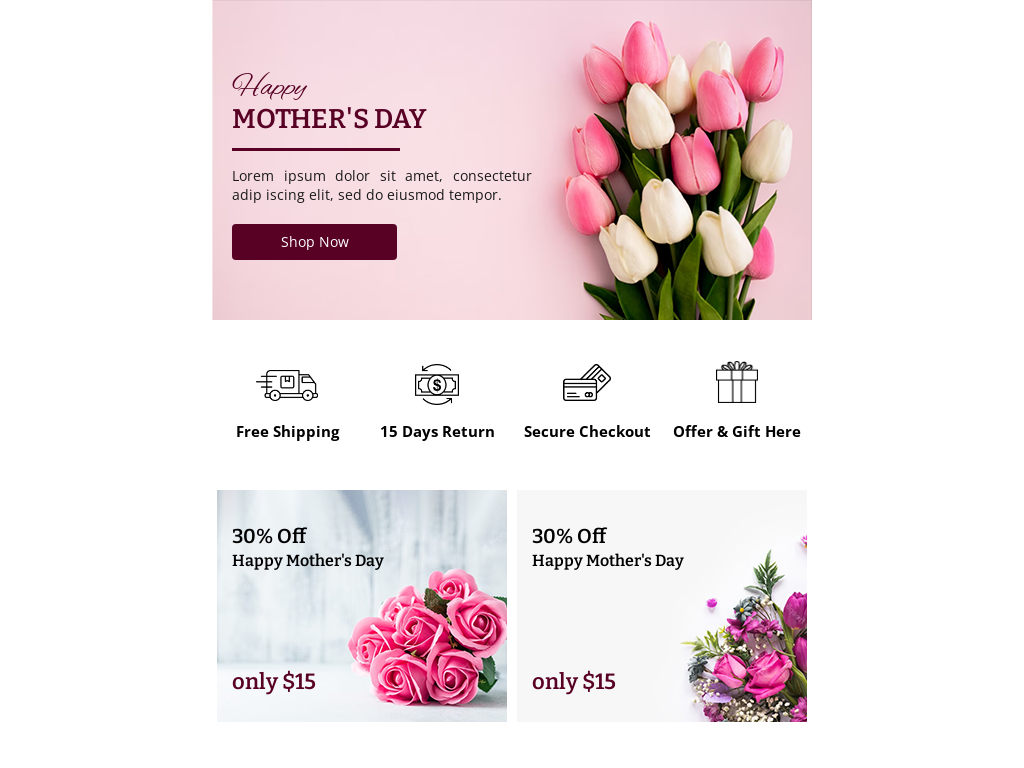 Happy
MOTHER'S DAY
Lorem ipsum dolor sit amet, consectetur
adip iscing elit, sed do eiusmod tempor.
Shop Now
Free Shipping
15 Days Return
Secure Checkout
Offer & Gift Here
30% Off
Happy Mother's Day
only $15
30% Off
Happy Mother's Day
only $15